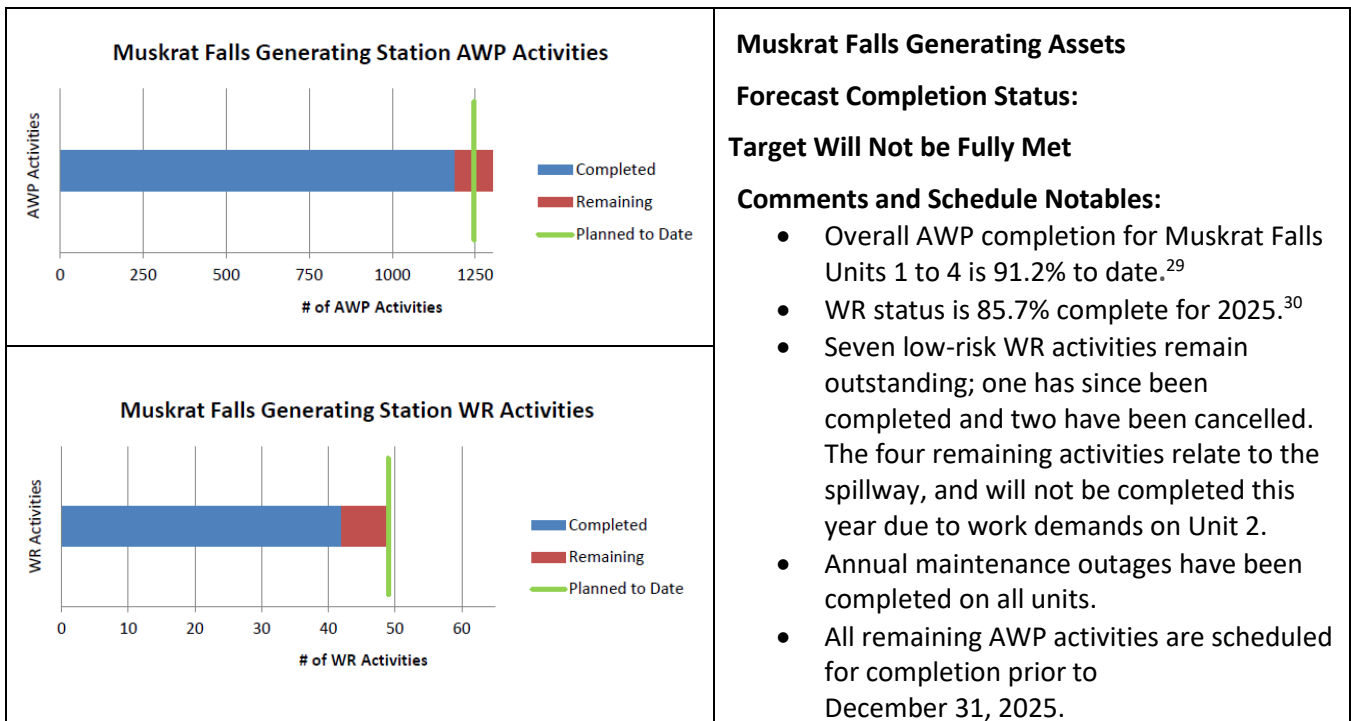 Muskrat Falls Generating Station AWP Activities
AWP Activities
Completed
Remaining
Planned to Date
0 250 500 750 1000 1250
# of AWP Activities
Muskrat Falls Generating Station WR Activities
WR Activities
Completed
Remaining
Planned to Date
0 10 20 30 40 50 60
# of WR Activities
Muskrat Falls Generating Assets
Forecast Completion Status:
Target Will Not be Fully Met
Comments and Schedule Notables:
• Overall AWP completion for Muskrat Falls
Units 1 to 4 is 91.2% to date.29
• WR status is 85.7% complete for 2025.30
• Seven low-risk WR activities remain
outstanding; one has since been
completed and two have been cancelled.
The four remaining activities relate to the
spillway, and will not be completed this
year due to work demands on Unit 2.
• Annual maintenance outages have been
completed on all units.
• All remaining AWP activities are scheduled
for completion prior to
December 31, 2025.